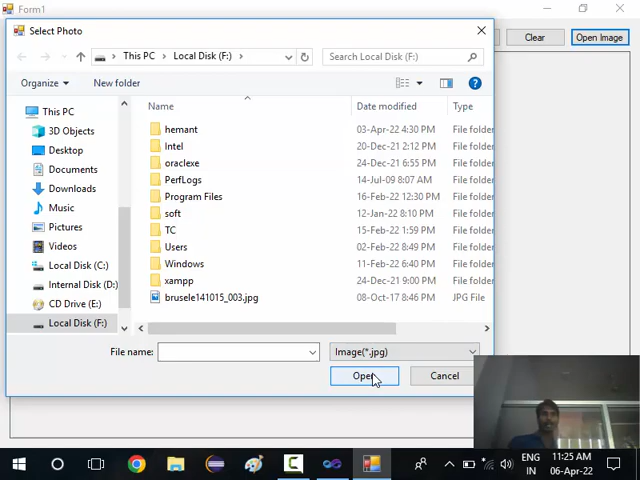 Form1
Select Photo
This PC
Local Disk (F:)
Search Local Disk (F:)
Clear
Open Image
Organize
New folder
Name
Date modified
Type
This PC
3D Objects
Desktop
Documents
Downloads
Music
Pictures
Videos
Local Disk (C:)
Internal Disk (D:)
CD Drive (E:)
Local Disk (F:)
hemant 03-Apr-22 4:30 PM File folder
Intel 20-Dec-21 2:12 PM File folder
oraclexe 24-Dec-21 6:55 PM File folder
PerfLogs 14-Jul-09 8:07 AM File folder
Program Files 16-Feb-22 12:30 PM File folder
soft 12-Jan-22 8:10 PM File folder
TC 15-Feb-22 1:59 PM File folder
Users 02-Feb-22 8:49 PM File folder
Windows 11-Feb-22 6:40 PM File folder
xampp 24-Dec-21 9:00 PM File folder
brusele141015_003.jpg 08-Oct-17 8:46 PM JPG File
File name:
Image(*.jpg)
Open
Cancel
ENG
IN
11:25 AM
06-Apr-22